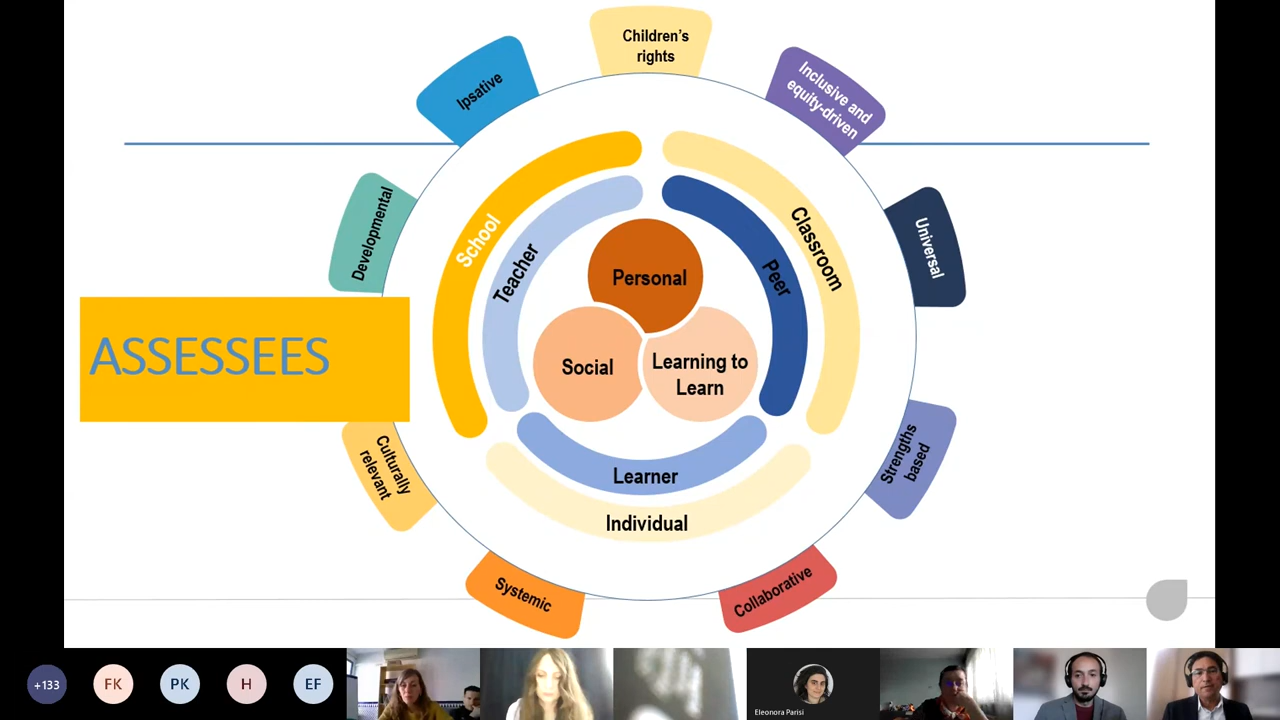 Children's
rights
Ipsative
Inclusive and
equity-driven
Developmental
School
Classroom
Universal
Teacher
Peer
Personal
ASSESSEES
Social
Learning to
Learn
Culturally
relevant
Strengths
based
Learner
Individual
Systemic
Collaborative
+133
FK
PK
H
EF
Eleonora Parisi